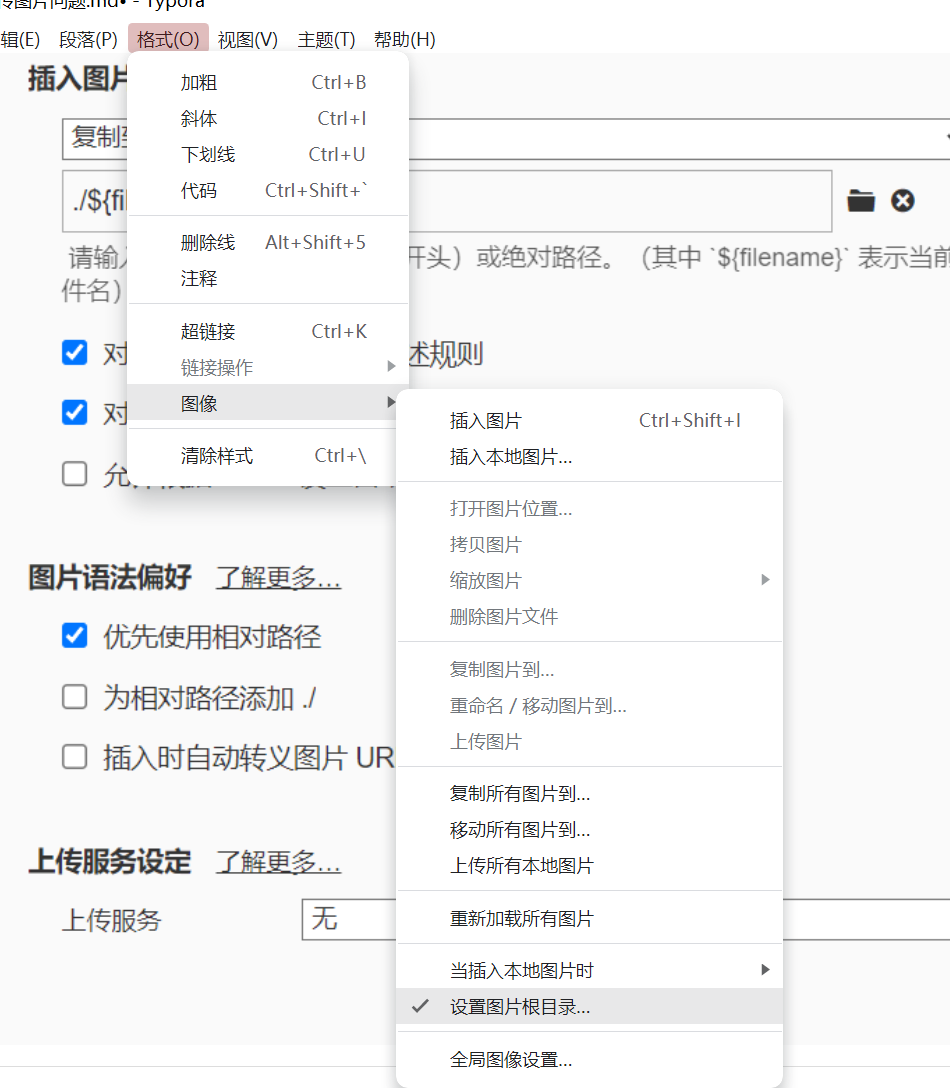 传图片问题.md• - Typora
辑(E) 段落(P) 格式(O) 视图(V) 主题(T) 帮助(H)
插入图片
加粗 Ctrl+B
斜体 Ctrl+I
下划线 Ctrl+U
代码 Ctrl+Shift+`
删除线 Alt+Shift+5
注释
超链接 Ctrl+K
链接操作
图像
清除样式 Ctrl+\
复制到
./${fil
请输入 开头）或绝对路径。（其中 `${filename}` 表示当前
件名）
对 述规则
对
插入图片 Ctrl+Shift+I
插入本地图片...
打开图片位置...
拷贝图片
缩放图片
删除图片文件
复制图片到...
重命名 / 移动图片到...
上传图片
复制所有图片到...
移动所有图片到...
上传所有本地图片
重新加载所有图片
当插入本地图片时
设置图片根目录...
全局图像设置...
图片语法偏好 了解更多...
优先使用相对路径
为相对路径添加 ./
插入时自动转义图片 UR
上传服务设定 了解更多...
上传服务 无